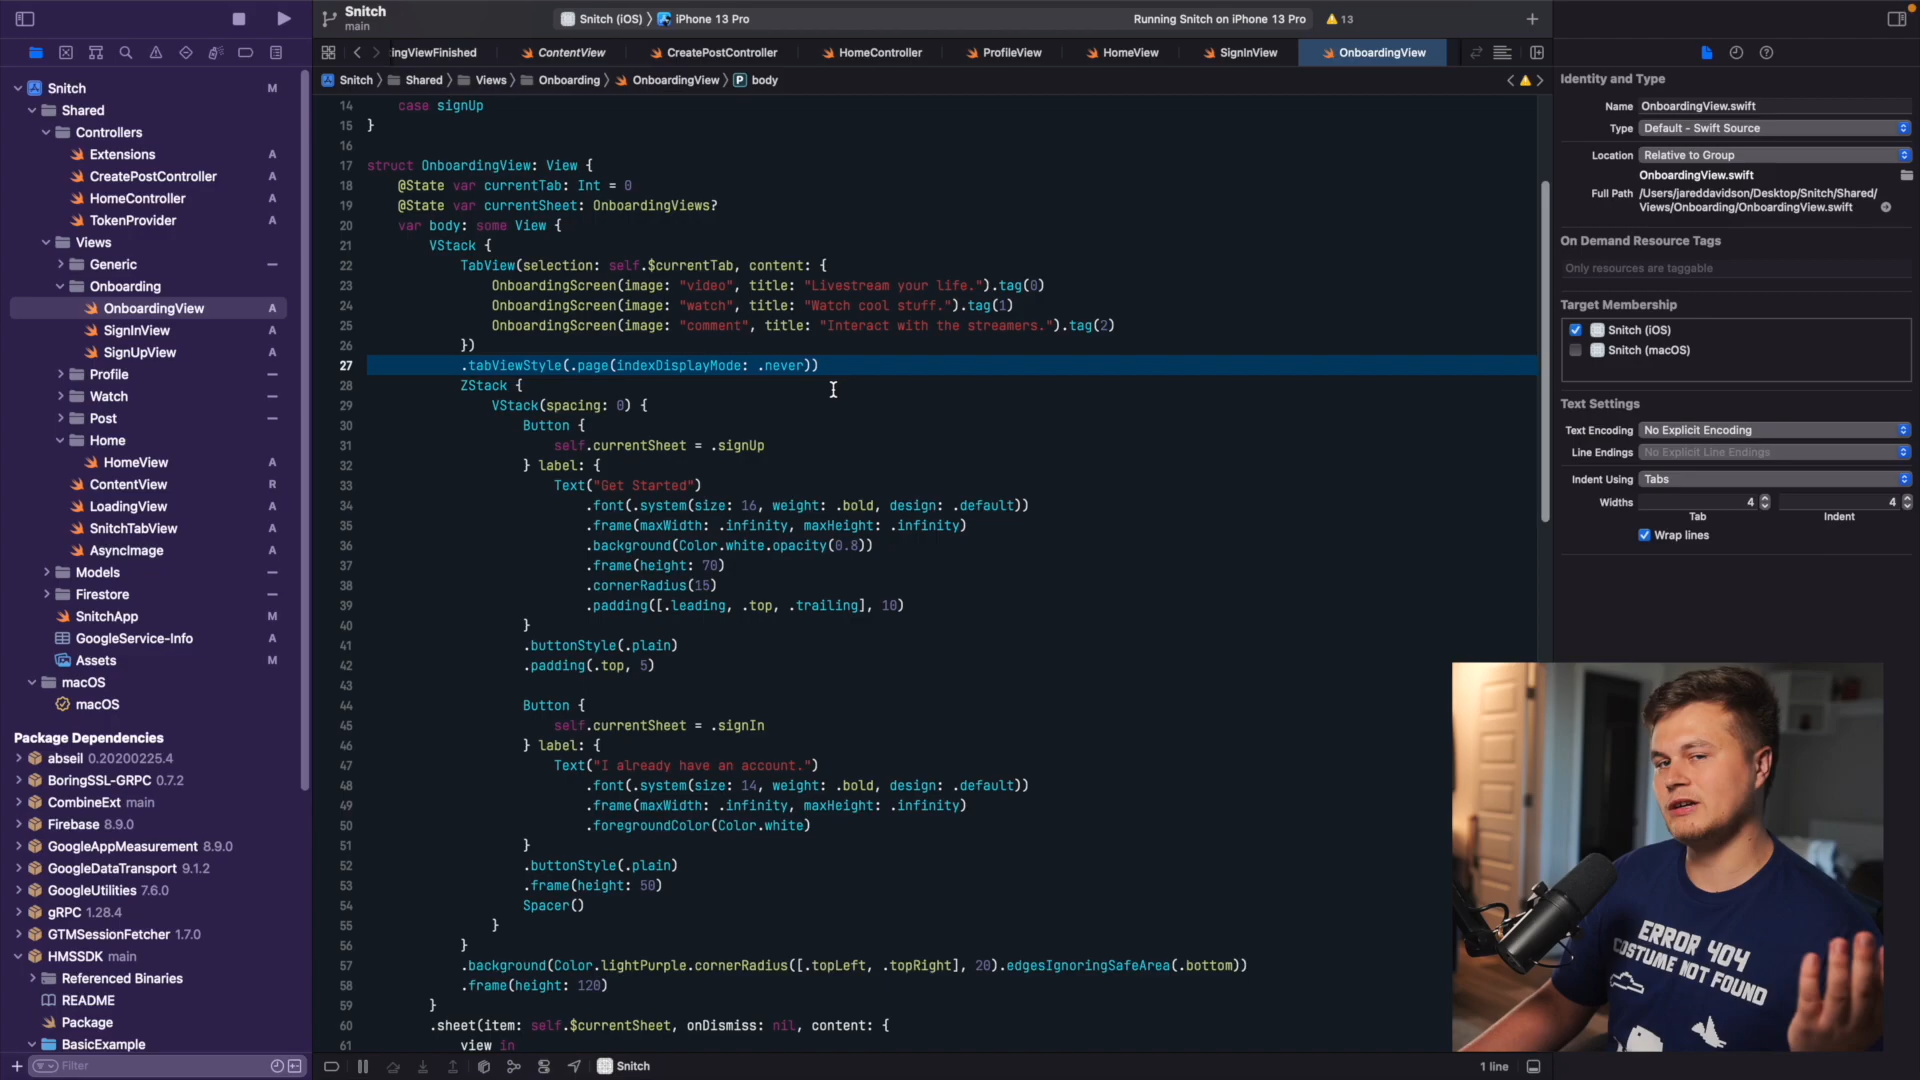 Snitch
main
Snitch (iOS) 〉 iPhone 13 Pro
Running Snitch on iPhone 13 Pro
13
ingViewFinished
ContentView
CreatePostController
HomeController
ProfileView
HomeView
SignInView
OnboardingView
Snitch 〉 Shared 〉 Views 〉 Onboarding 〉 OnboardingView 〉 P body
Snitch M
Shared
Controllers
Extensions A
CreatePostController A
HomeController A
TokenProvider A
Views
Generic
Onboarding
OnboardingView A
SignInView A
SignUpView A
Profile
Watch
Post
Home
HomeView A
ContentView R
LoadingView A
SnitchTabView A
AsyncImage A
Models
Firestore
SnitchApp M
GoogleService-Info A
Assets M
macOS
macOS
Package Dependencies
abseil 0.20200225.4
BoringSSL-GRPC 0.7.2
CombineExt main
Firebase 8.9.0
GoogleAppMeasurement 8.9.0
GoogleDataTransport 9.1.2
GoogleUtilities 7.6.0
gRPC 1.28.4
GTMSessionFetcher 1.7.0
HMSSDK main
Referenced Binaries
README
Package
BasicExample
Filter
14 case signUp
15 }
16
17 struct OnboardingView: View {
18 @State var currentTab: Int = 0
19 @State var currentSheet: OnboardingViews?
20 var body: some View {
21 VStack {
22 TabView(selection: self.$currentTab, content: {
23 OnboardingScreen(image: "video", title: "Livestream your life.").tag(0)
24 OnboardingScreen(image: "watch", title: "Watch cool stuff.").tag(1)
25 OnboardingScreen(image: "comment", title: "Interact with the streamers.").tag(2)
26 })
27 .tabViewStyle(.page(indexDisplayMode: .never))
28 ZStack {
29 VStack(spacing: 0) {
30 Button {
31 self.currentSheet = .signUp
32 } label: {
33 Text("Get Started")
34 .font(.system(size: 16, weight: .bold, design: .default))
35 .frame(maxWidth: .infinity, maxHeight: .infinity)
36 .background(Color.white.opacity(0.8))
37 .frame(height: 70)
38 .cornerRadius(15)
39 .padding([.leading, .top, .trailing], 10)
40 }
41 .buttonStyle(.plain)
42 .padding(.top, 5)
43
44 Button {
45 self.currentSheet = .signIn
46 } label: {
47 Text("I already have an account.")
48 .font(.system(size: 14, weight: .bold, design: .default))
49 .frame(maxWidth: .infinity, maxHeight: .infinity)
50 .foregroundColor(Color.white)
51 }
52 .buttonStyle(.plain)
53 .frame(height: 50)
54 Spacer()
55 }
56 }
57 .background(Color.lightPurple.cornerRadius([.topLeft, .topRight], 20).edgesIgnoringSafeArea(.bottom))
58 .frame(height: 120)
59 }
60 .sheet(item: self.$currentSheet, onDismiss: nil, content: {
61 view in
Snitch
1 line
Identity and Type
Name OnboardingView.swift
Type Default - Swift Source
Location Relative to Group
OnboardingView.swift
Full Path /Users/jareddavidson/Desktop/Snitch/Shared/
Views/Onboarding/OnboardingView.swift
On Demand Resource Tags
Only resources are taggable
Target Membership
Snitch (iOS)
Snitch (macOS)
Text Settings
Text Encoding No Explicit Encoding
Line Endings No Explicit Line Endings
Indent Using Tabs
Widths 4 4
Tab Indent
Wrap lines
ERROR 404
COSTUME NOT
FOUND